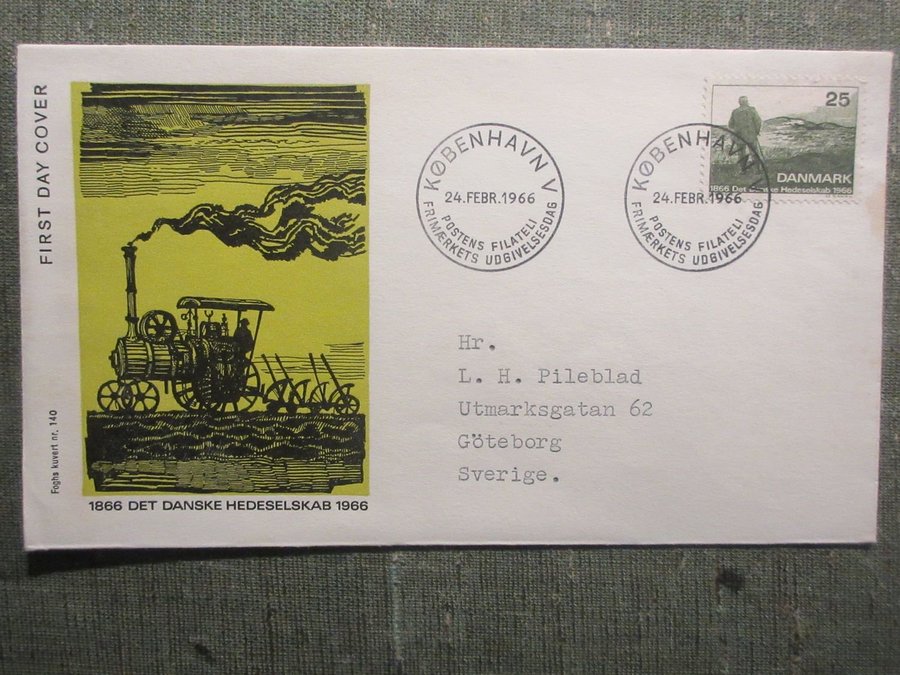 FIRST DAY COVER
Foghs kuvert nr. 140
1866 DET DANSKE HEDESELSKAB 1966
KØBENHAVN V
24. FEBR. 1966
POSTENS FILATELI
FRIMÆRKETS UDGIVELSESDAG
KØBENHAVN V
24. FEBR. 1966
POSTENS FILATELI
FRIMÆRKETS UDGIVELSESDAG
25
DANMARK
1866 Det Danske Hedeselskab 1966
Hr.
L. H. Pileblad
Utmarksgatan 62
Göteborg
Sverige.